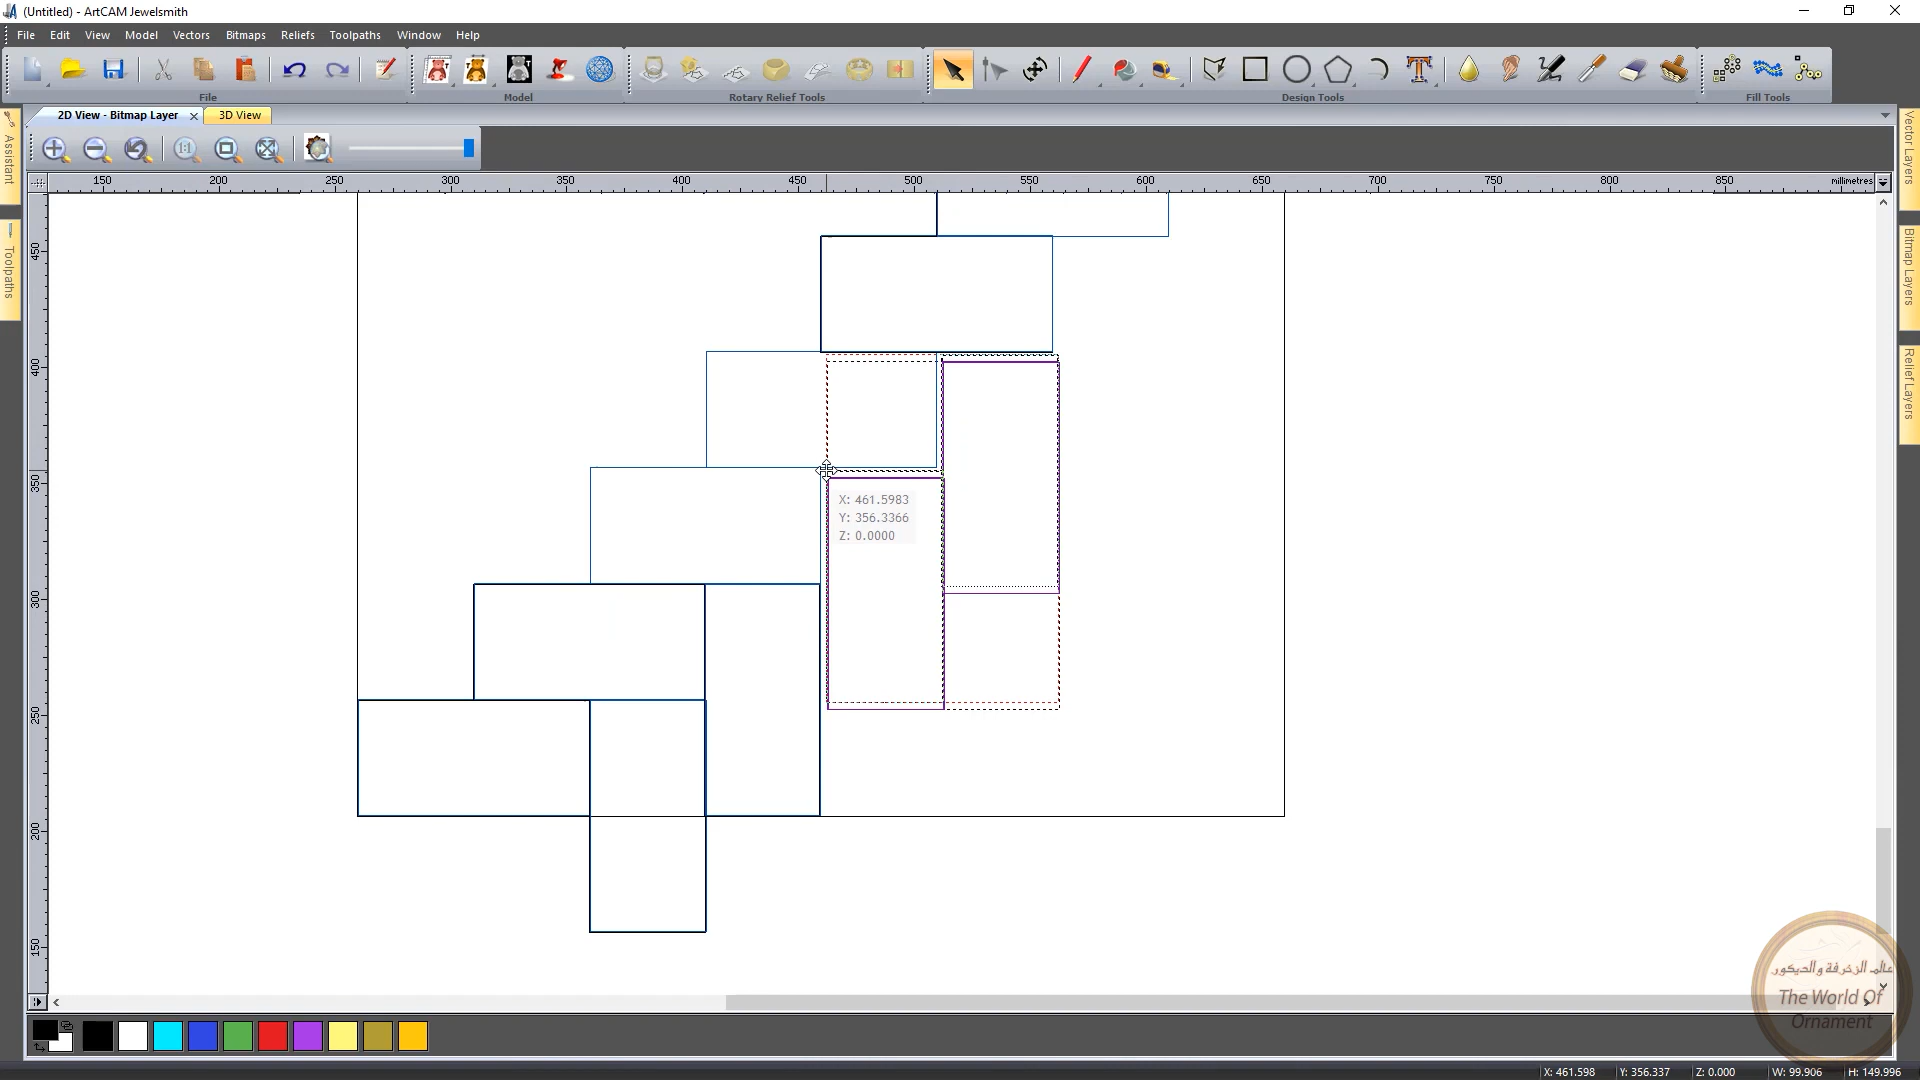 (Untitled) - ArtCAM Jewelsmith
File Edit View Model Vectors Bitmaps Reliefs Toolpaths Window Help
File Model Rotary Relief Tools Design Tools Fill Tools
2D View - Bitmap Layer 3D View
1:1
150 200 250 300 350 400 450 500 550 600 650 700 750 800 850 millimetres
450
400
350
300
250
200
150
Assistant
Toolpaths
Vector Layers
Bitmap Layers
Relief Layers
X: 461.5983
Y: 356.3366
Z: 0.0000
عالم الزخرفة والديكور
The World Of
Ornament
X: 461.598 Y: 356.337 Z: 0.000 W: 99.906 H: 149.996